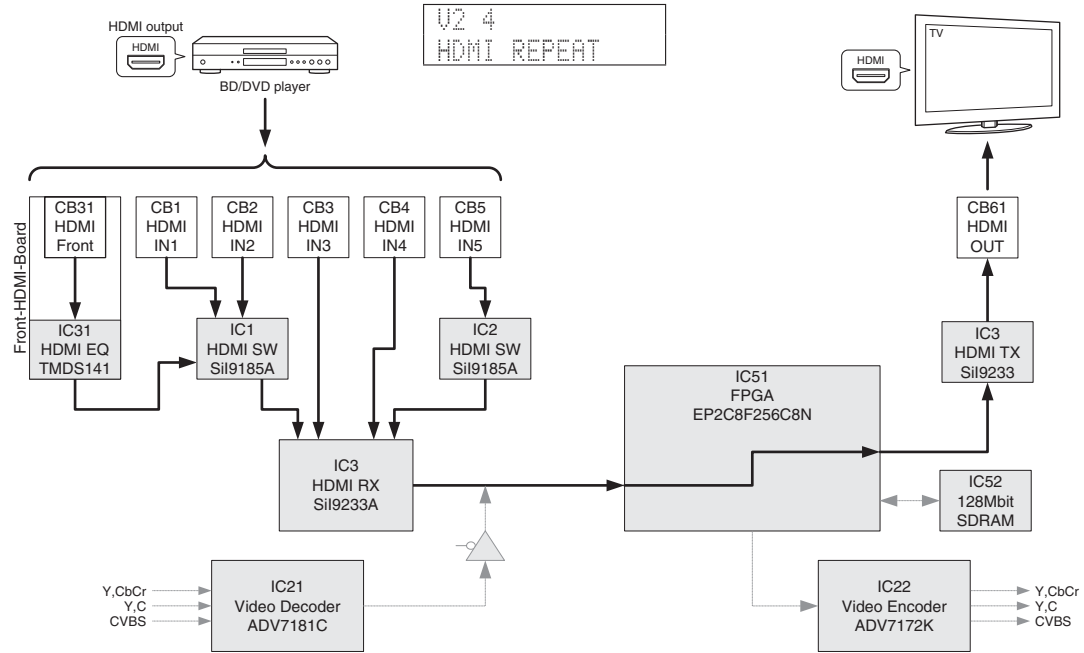 HDMI output
HDMI
BD/DVD player
V2 4
HDMI REPEAT
HDMI
TV
Front-HDMI-Board
CB31
HDMI
Front
CB1
HDMI
IN1
CB2
HDMI
IN2
CB3
HDMI
IN3
CB4
HDMI
IN4
CB5
HDMI
IN5
CB61
HDMI
OUT
IC31
HDMI EQ
TMDS141
IC1
HDMI SW
SiI9185A
IC2
HDMI SW
SiI9185A
IC3
HDMI TX
SiI9233
IC51
FPGA
EP2C8F256C8N
IC3
HDMI RX
SiI9233A
IC52
128Mbit
SDRAM
Y,CbCr
Y,C
CVBS
IC21
Video Decoder
ADV7181C
IC22
Video Encoder
ADV7172K
Y,CbCr
Y,C
CVBS